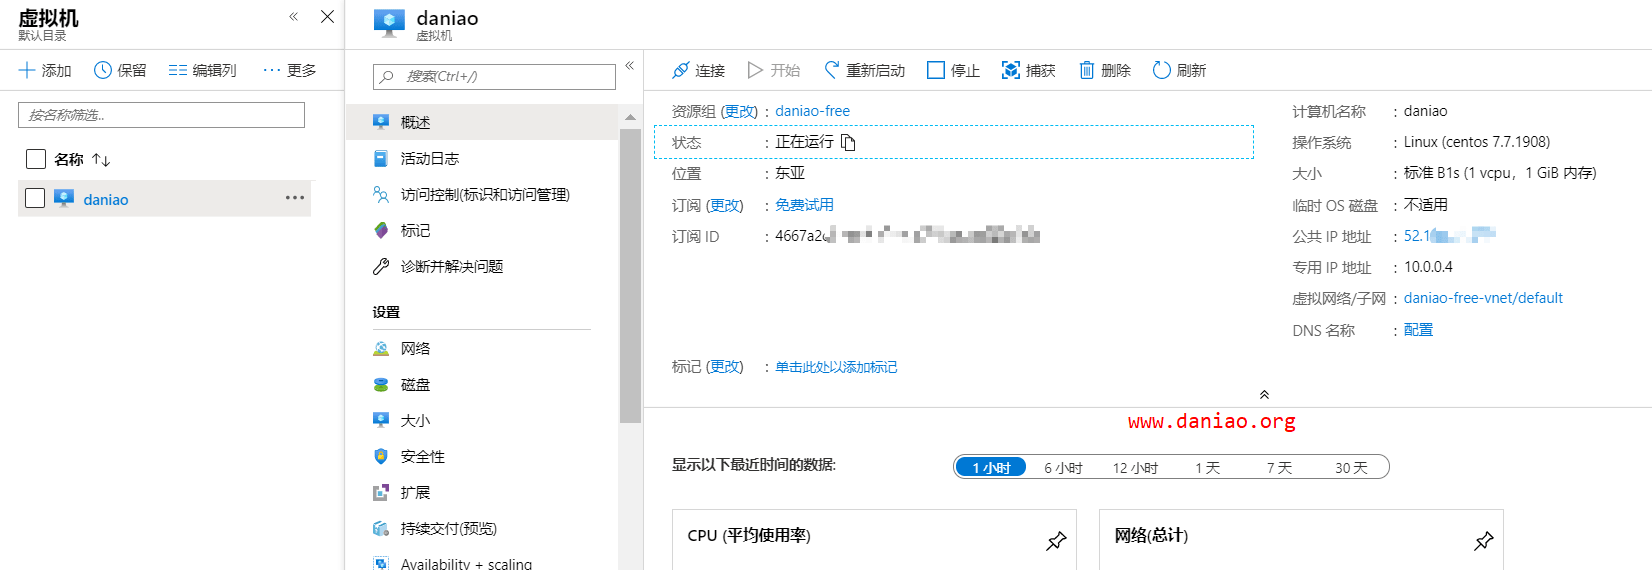 虚拟机
默认目录
添加 保留 编辑列 ··· 更多
按名称筛选..
名称 ↑↓
daniao
daniao
虚拟机
搜索(Ctrl+/)
概述
活动日志
访问控制(标识和访问管理)
标记
诊断并解决问题
设置
网络
磁盘
大小
安全性
扩展
持续交付(预览)
Availability + scaling
连接 开始 重新启动 停止 捕获 删除 刷新
资源组 (更改) : daniao-free
状态 : 正在运行
位置 : 东亚
订阅 (更改) : 免费试用
订阅 ID : 4667a2
标记 (更改) : 单击此处以添加标记
计算机名称 : daniao
操作系统 : Linux (centos 7.7.1908)
大小 : 标准 B1s (1 vcpu，1 GiB 内存)
临时 OS 磁盘 : 不适用
公共 IP 地址 : 52.1
专用 IP 地址 : 10.0.0.4
虚拟网络/子网 : daniao-free-vnet/default
DNS 名称 : 配置
www.daniao.org
显示以下最近时间的数据: 1 小时 6 小时 12 小时 1 天 7 天 30 天
CPU (平均使用率)
网络(总计)